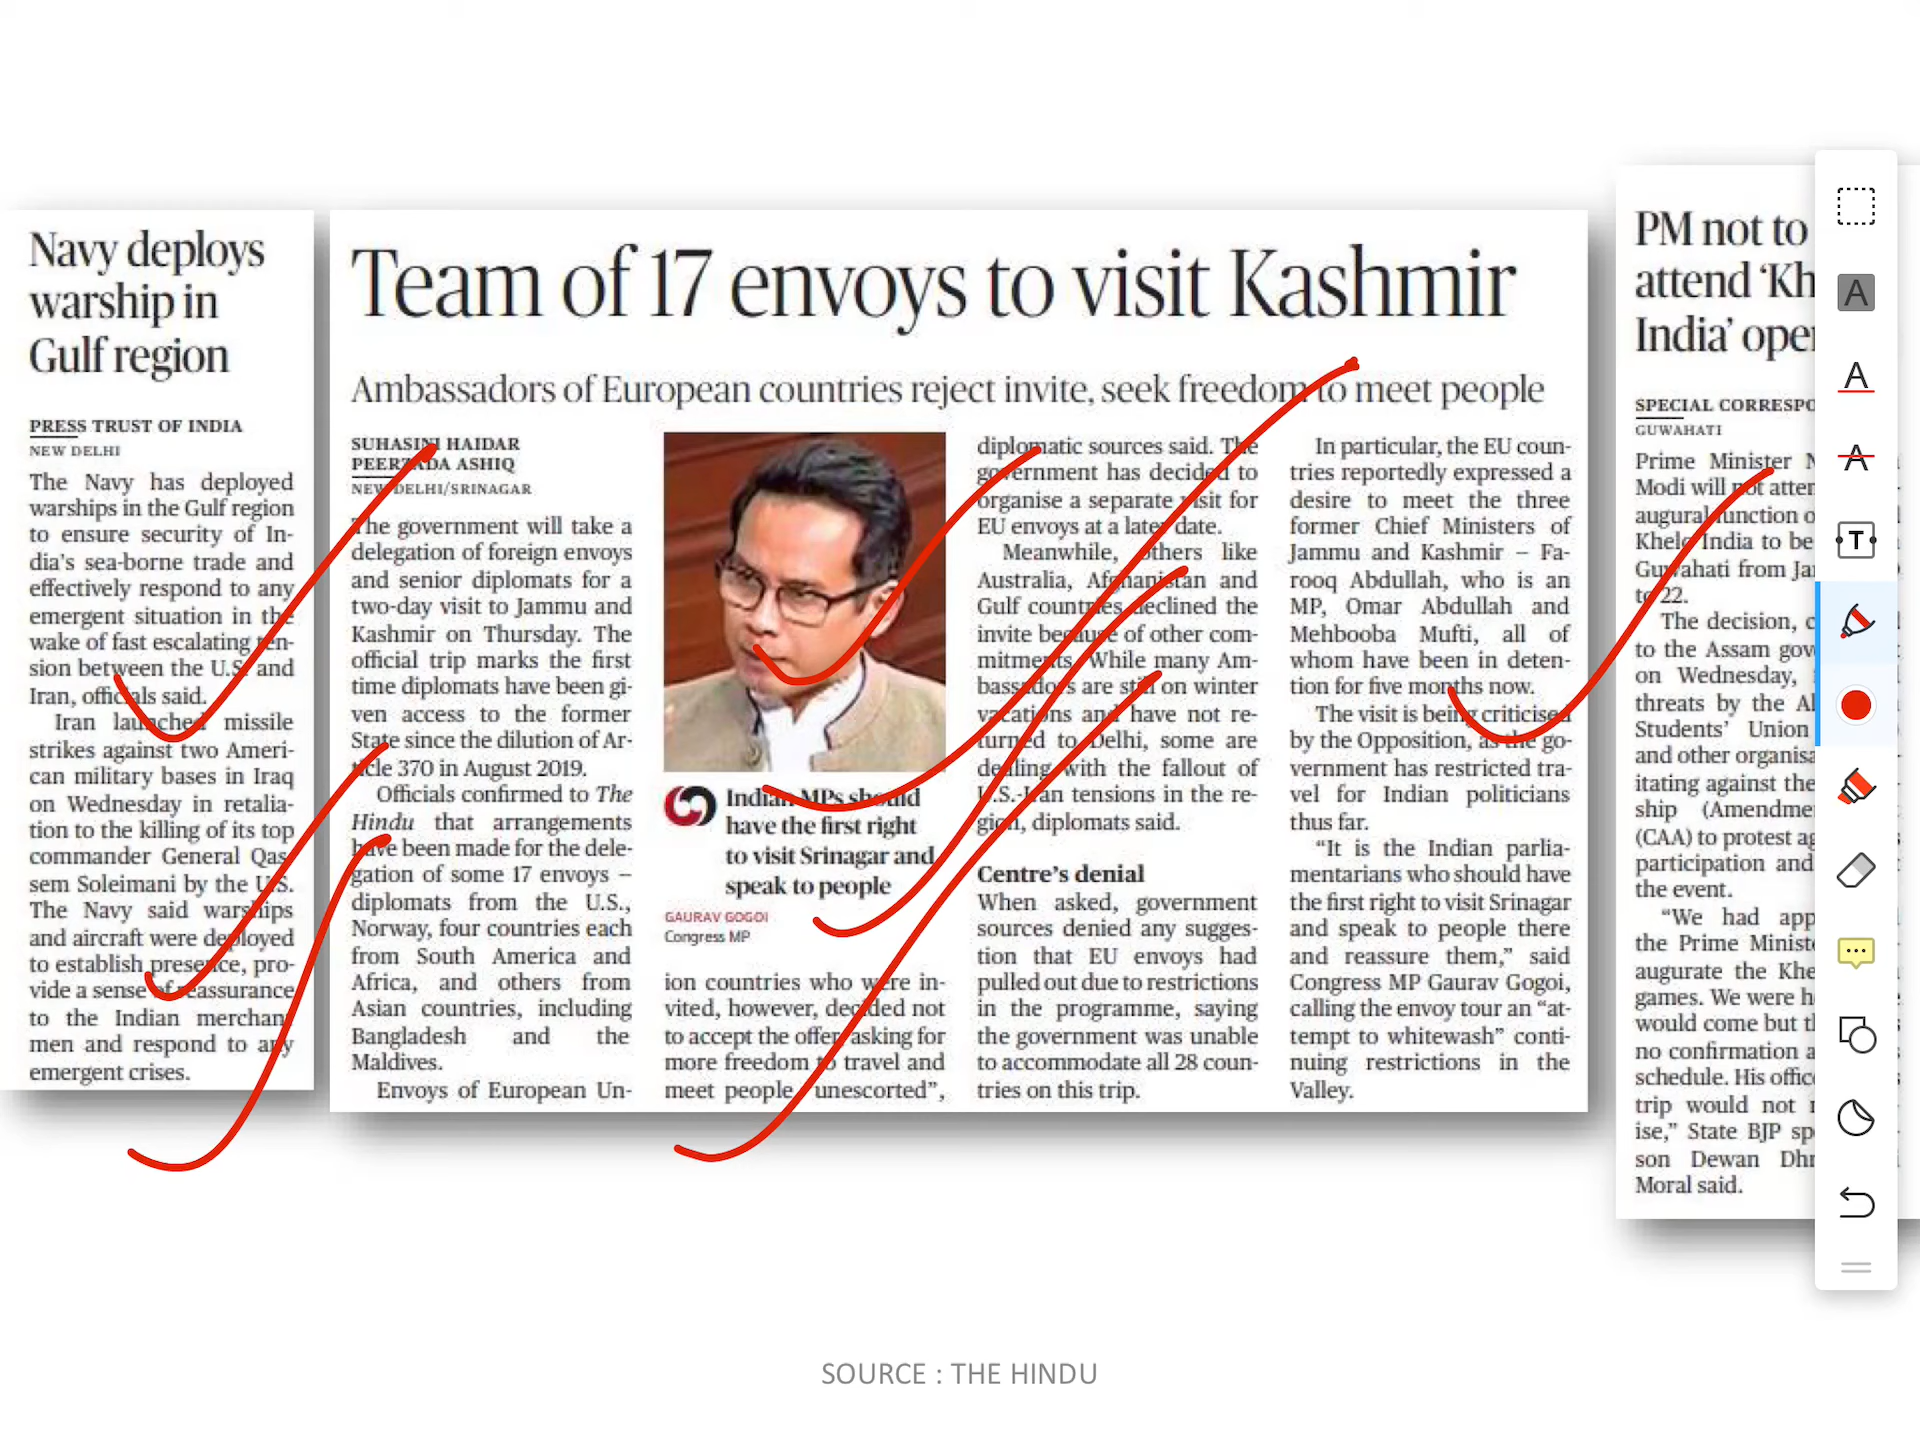 Navy deploys
warship in
Gulf region
PRESS TRUST OF INDIA
NEW DELHI
The Navy has deployed
warships in the Gulf region
to ensure security of In-
dia's sea-borne trade and
effectively respond to any
emergent situation in the
wake of fast escalating ten-
sion between the U.S. and
Iran, officials said.
Iran launched missile
strikes against two Ameri-
can military bases in Iraq
on Wednesday in retalia-
tion to the killing of its top
commander General Qas-
sem Soleimani by the U.S.
The Navy said warships
and aircraft were deployed
to establish presence, pro-
vide a sense of reassurance
to the Indian merchant
men and respond to any
emergent crises.
Team of 17 envoys to visit Kashmir
Ambassadors of European countries reject invite, seek freedom to meet people
SUHASINI HAIDAR
PEERZADA ASHIQ
NEW DELHI/SRINAGAR
The government will take a
delegation of foreign envoys
and senior diplomats for a
two-day visit to Jammu and
Kashmir on Thursday. The
official trip marks the first
time diplomats have been gi-
ven access to the former
State since the dilution of Ar-
ticle 370 in August 2019.
Officials confirmed to The
Hindu that arrangements
have been made for the dele-
gation of some 17 envoys –
diplomats from the U.S.,
Norway, four countries each
from South America and
Africa, and others from
Asian countries, including
Bangladesh and the
Maldives.
Envoys of European Un-
Indian MPs should
have the first right
to visit Srinagar and
speak to people
GAURAV GOGOI
Congress MP
ion countries who were in-
vited, however, decided not
to accept the offer, asking for
more freedom to travel and
meet people "unescorted",
diplomatic sources said. The
government has decided to
organise a separate visit for
EU envoys at a later date.
Meanwhile, others like
Australia, Afghanistan and
Gulf countries declined the
invite because of other com-
mitments. While many Am-
bassadors are still on winter
vacations and have not re-
turned to Delhi, some are
dealing with the fallout of
U.S.-Iran tensions in the re-
gion, diplomats said.
Centre's denial
When asked, government
sources denied any sugges-
tion that EU envoys had
pulled out due to restrictions
in the programme, saying
the government was unable
to accommodate all 28 coun-
tries on this trip.
In particular, the EU coun-
tries reportedly expressed a
desire to meet the three
former Chief Ministers of
Jammu and Kashmir – Fa-
rooq Abdullah, who is an
MP, Omar Abdullah and
Mehbooba Mufti, all of
whom have been in deten-
tion for five months now.
The visit is being criticised
by the Opposition, as the go-
vernment has restricted tra-
vel for Indian politicians
thus far.
"It is the Indian parlia-
mentarians who should have
the first right to visit Srinagar
and speak to people there
and reassure them," said
Congress MP Gaurav Gogoi,
calling the envoy tour an "at-
tempt to whitewash" conti-
nuing restrictions in the
Valley.
PM not to
attend 'Kh
India' ope
SPECIAL CORRESPO
GUWAHATI
Prime Minister
Modi will not atten
augural function o
Khelo India to be
Guwahati from Ja
to 22.
The decision, c
to the Assam gov
on Wednesday,
threats by the Al
Students' Union
and other organisa
itating against the
ship (Amendme
(CAA) to protest ag
participation and
the event.
"We had app
the Prime Minist
augurate the Khe
games. We were h
would come but t
no confirmation a
schedule. His offic
trip would not
ise," State BJP sp
son Dewan Dhr
Moral said.
SOURCE : THE HINDU